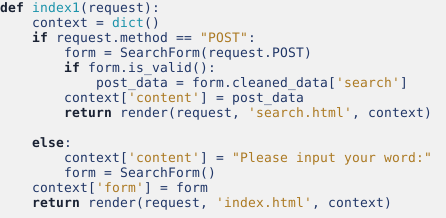 def index1(request):
    context = dict()
    if request.method == "POST":
        form = SearchForm(request.POST)
        if form.is_valid():
            post_data = form.cleaned_data['search']
        context['content'] = post_data
        return render(request, 'search.html', context)

    else:
        context['content'] = "Please input your word:"
        form = SearchForm()
    context['form'] = form
    return render(request, 'index.html', context)